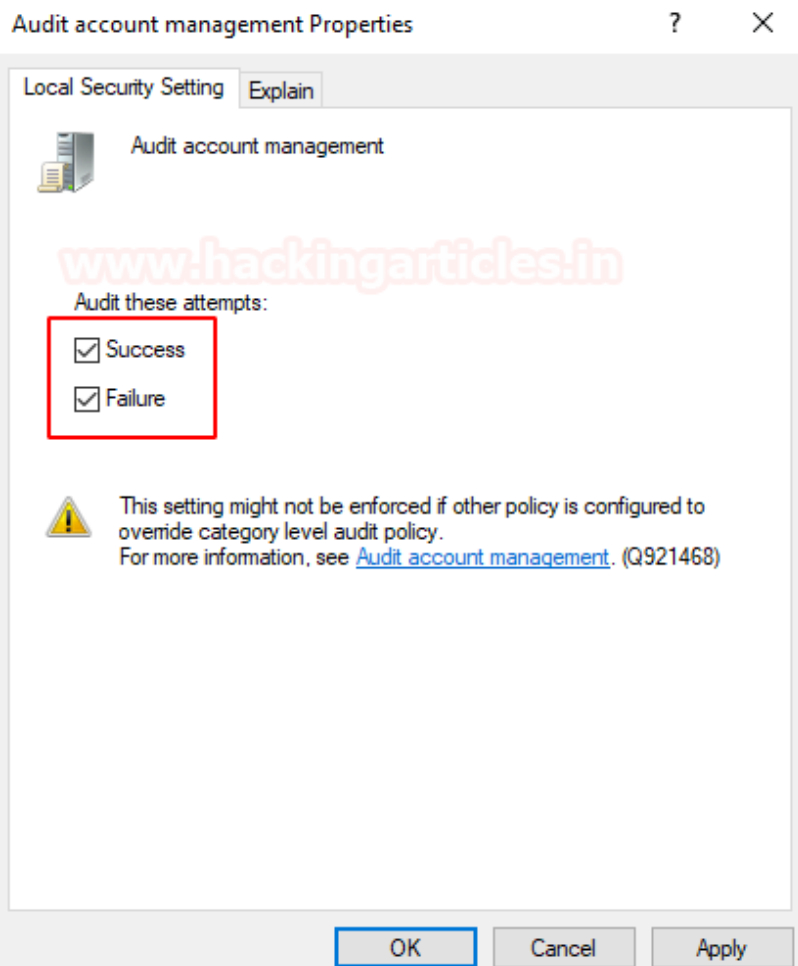 Audit account management Properties
?
Local Security Setting
Explain
Audit account management
www.hackingarticles.in
Audit these attempts:
Success
Failure
This setting might not be enforced if other policy is configured to
override category level audit policy.
For more information, see Audit account management. (Q921468)
OK
Cancel
Apply